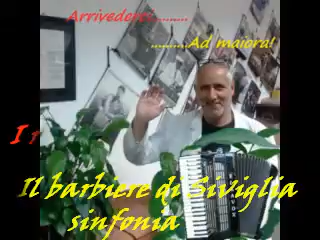 Arrivederci..........
..........Ad maiora!
I
Il barbiere di Siviglia
sinfonia